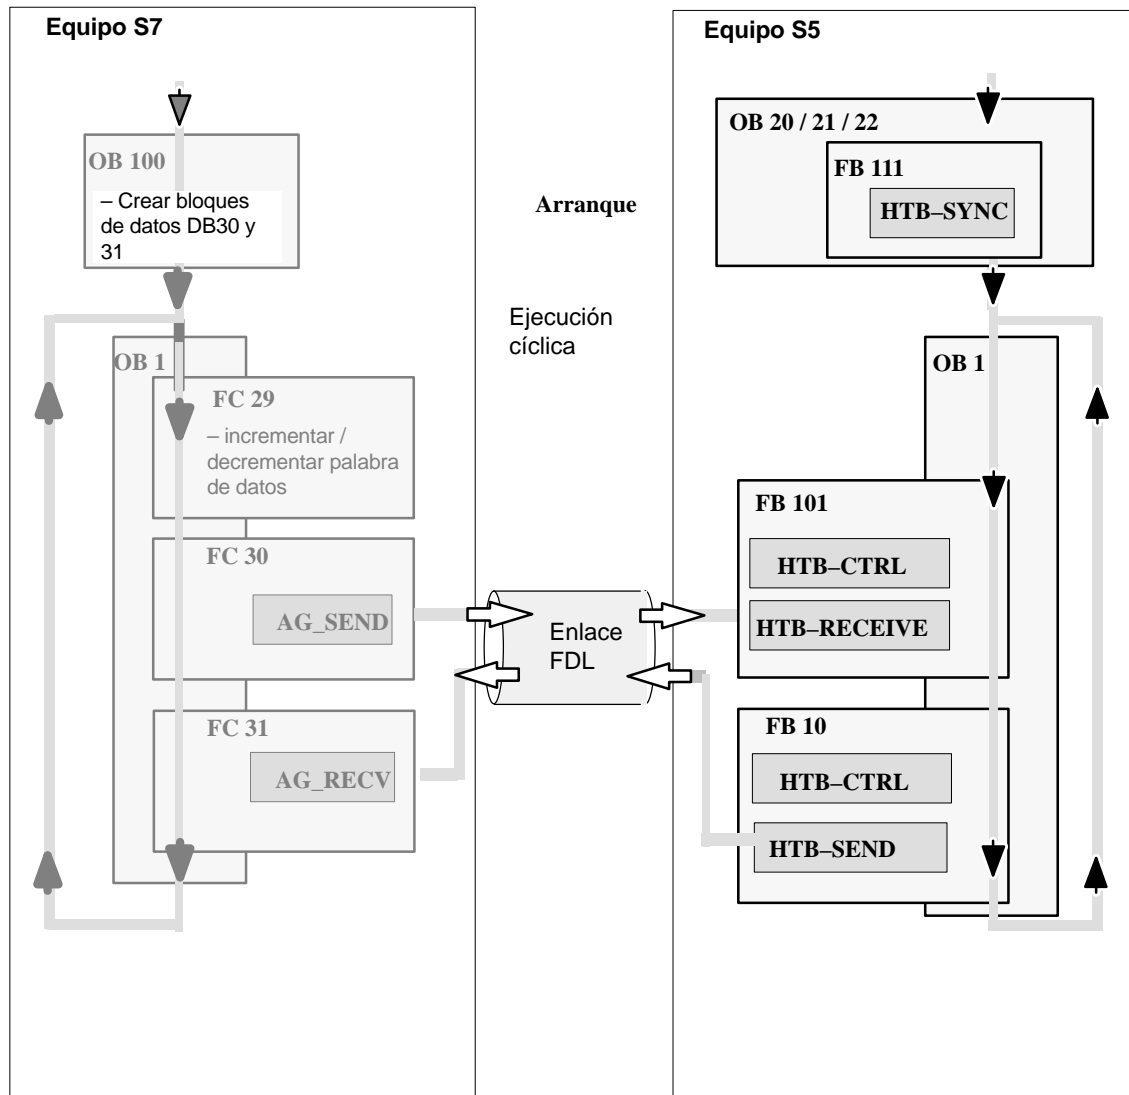 Equipo S7
OB 100
– Crear bloques
de datos DB30 y
31
OB 1
FC 29
– incrementar /
decrementar palabra
de datos
FC 30
AG_SEND
FC 31
AG_RECV
Arranque
Ejecución
cíclica
Enlace
FDL
Equipo S5
OB 20 / 21 / 22
FB 111
HTB–SYNC
OB 1
FB 101
HTB–CTRL
HTB–RECEIVE
FB 10
HTB–CTRL
HTB–SEND